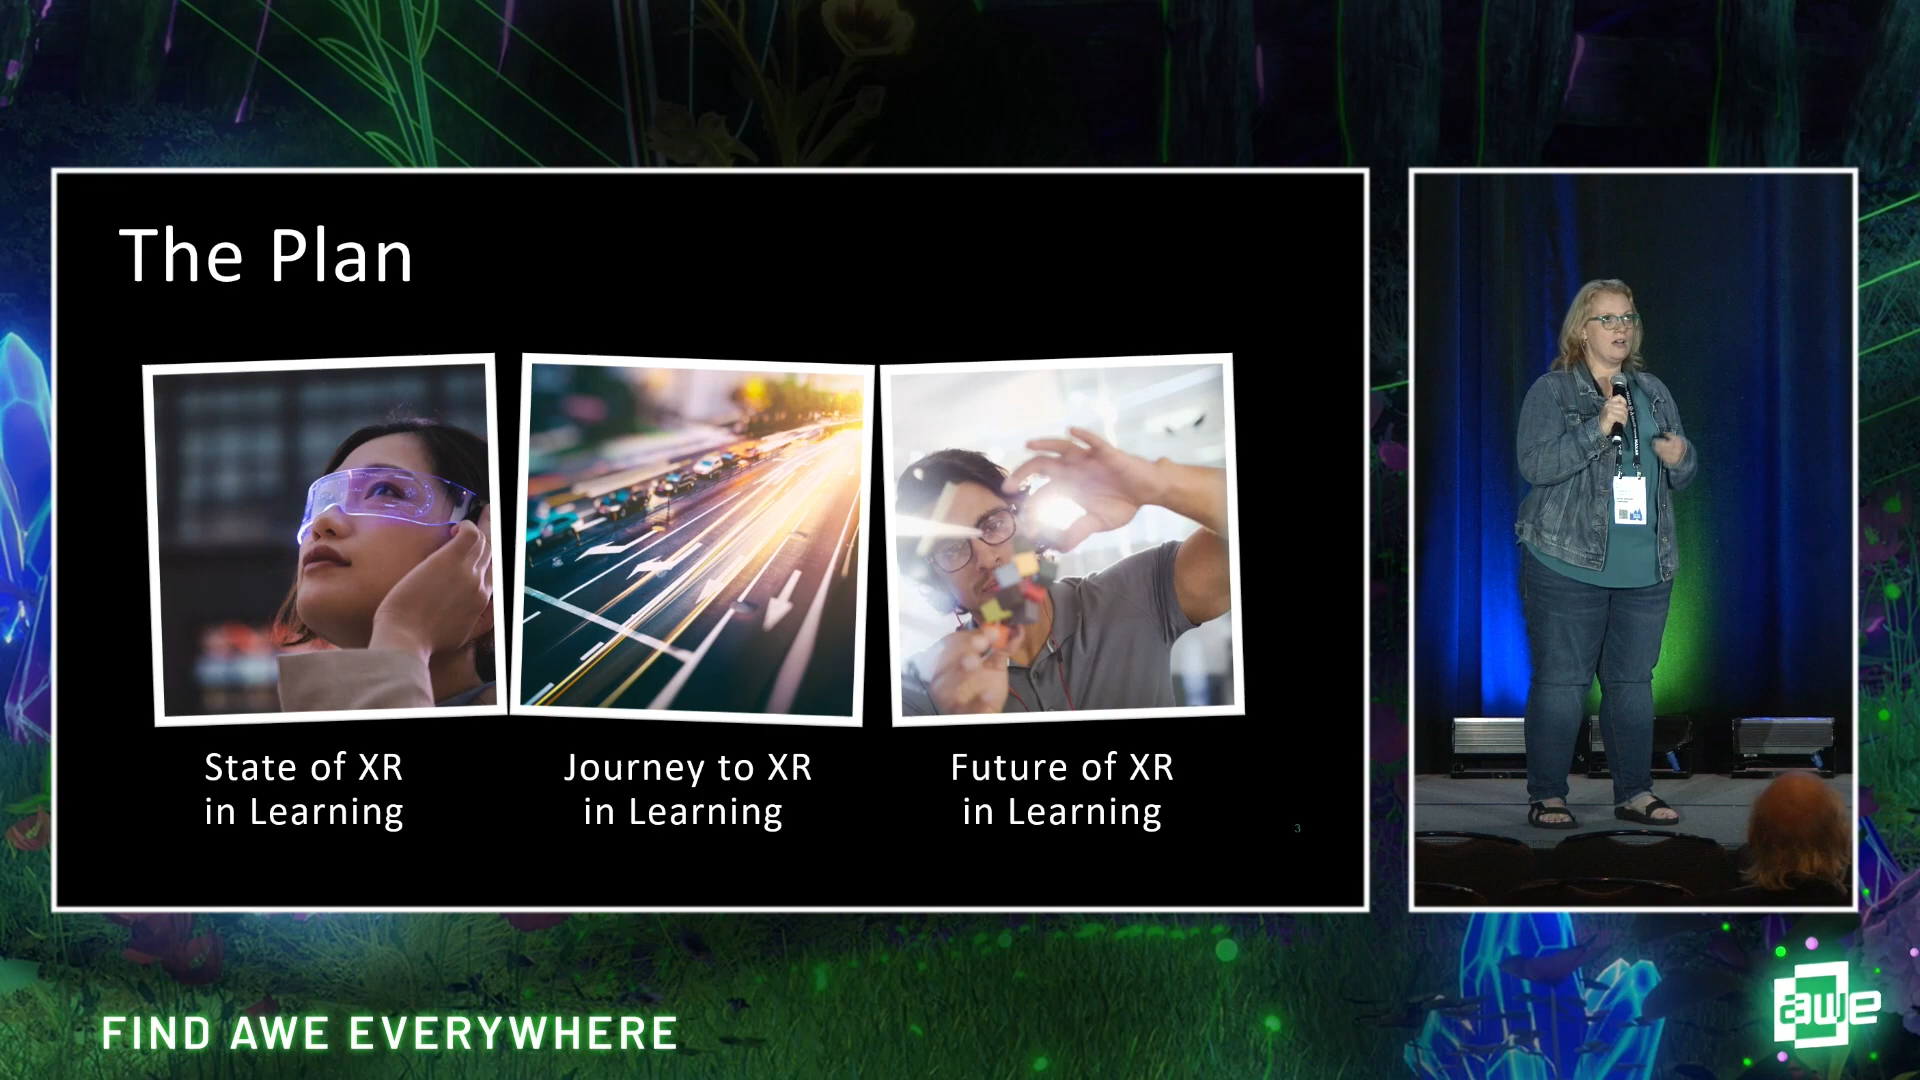 The Plan
State of XR
in Learning
Journey to XR
in Learning
Future of XR
in Learning
3
FIND AWE EVERYWHERE
awe